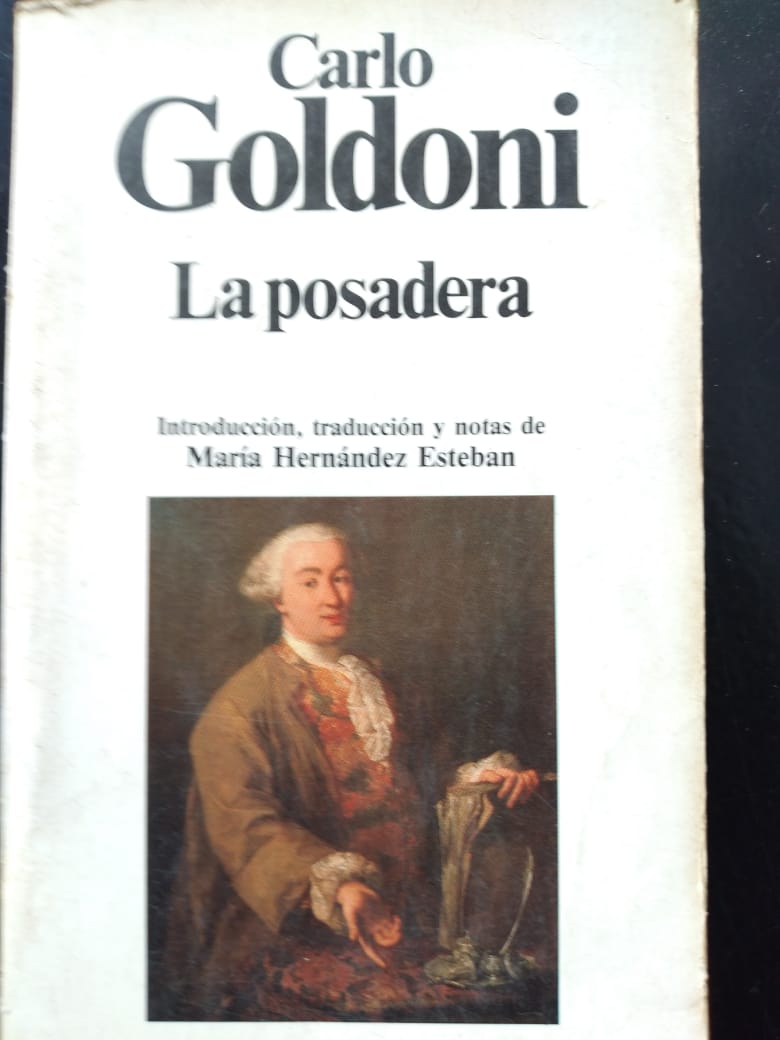 Carlo
Goldoni
La posadera
Introducción, traducción y notas de
María Hernández Esteban